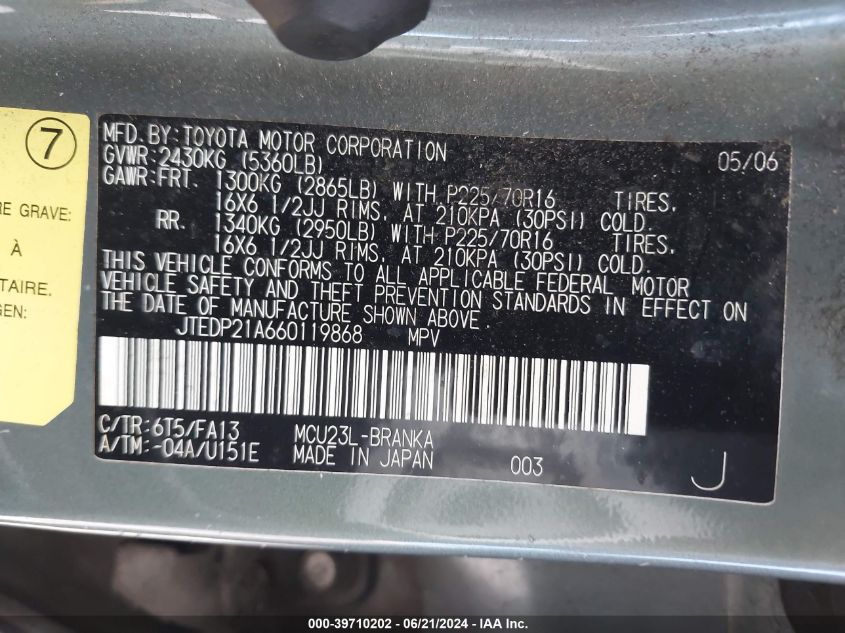 7
RE GRAVE:
À
TAIRE.
GEN:
MFD. BY: TOYOTA MOTOR CORPORATION 05/06
GVWR: 2430KG (5360LB)
GAWR: FRT. 1300KG (2865LB) WITH P225/70R16 TIRES,
16X6 1/2JJ RIMS, AT 210KPA (30PSI) COLD.
RR. 1340KG (2950LB) WITH P225/70R16 TIRES,
16X6 1/2JJ RIMS, AT 210KPA (30PSI) COLD.
THIS VEHICLE CONFORMS TO ALL APPLICABLE FEDERAL MOTOR
VEHICLE SAFETY AND THEFT PREVENTION STANDARDS IN EFFECT ON
THE DATE OF MANUFACTURE SHOWN ABOVE.
JTEDP21A660119868 MPV
C/TR: 6T5/FA13 MCU23L-BRANKA
A/TM: -04A/U151E MADE IN JAPAN 003 J
000-39710202 - 06/21/2024 - IAA Inc.